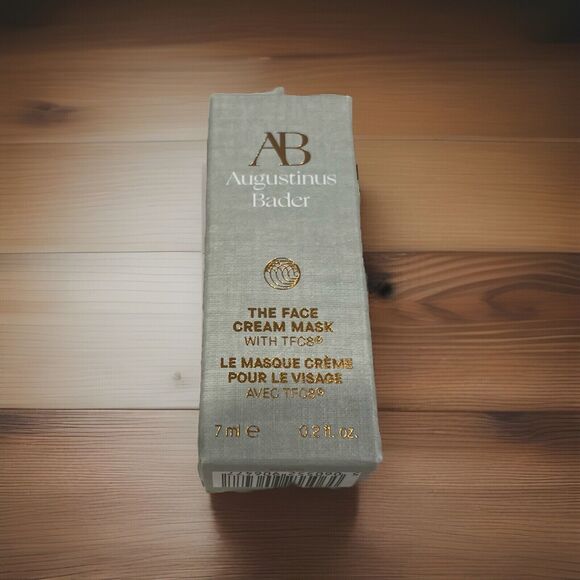 AB
Augustinus
Bader
THE FACE
CREAM MASK
WITH TFC8®
LE MASQUE CRÈME
POUR LE VISAGE
AVEC TFC8®
7 ml ℮ 0.2 fl. oz.